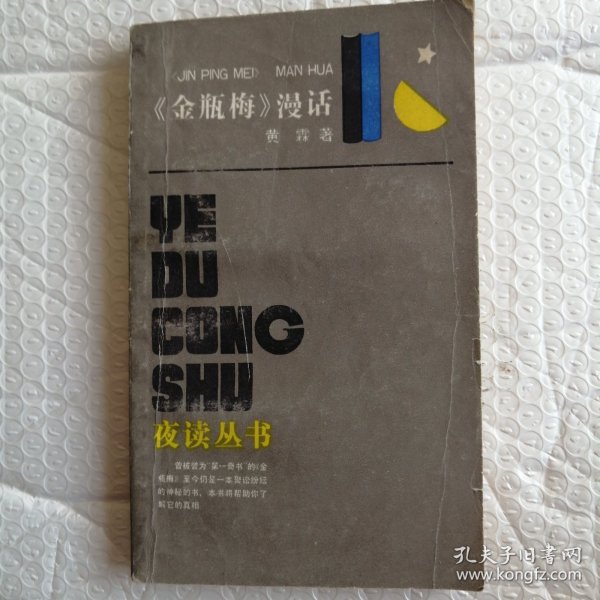 《JIN PING MEI》 MAN HUA
《金瓶梅》漫话
黄 霖 著
YE
DU
CONG
SHU
夜读丛书
曾被誉为“第一奇书”的《金
瓶梅》至今仍是一本聚讼纷纭
的神秘的书。本书将帮助你了
解它的真相
孔夫子旧书网
www.kongfz.com